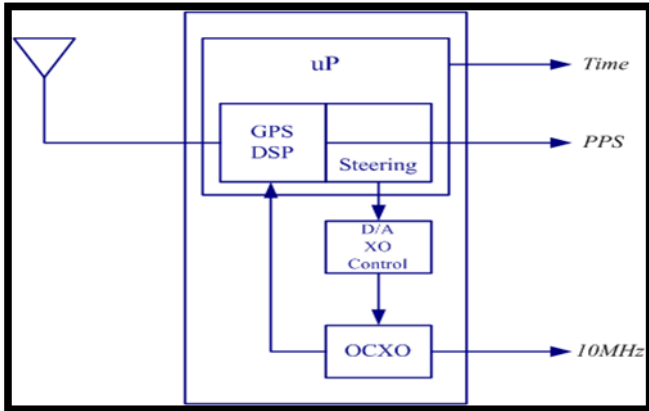 uP
Time
GPS
DSP
PPS
Steering
D/A
XO
Control
OCXO
10MHz